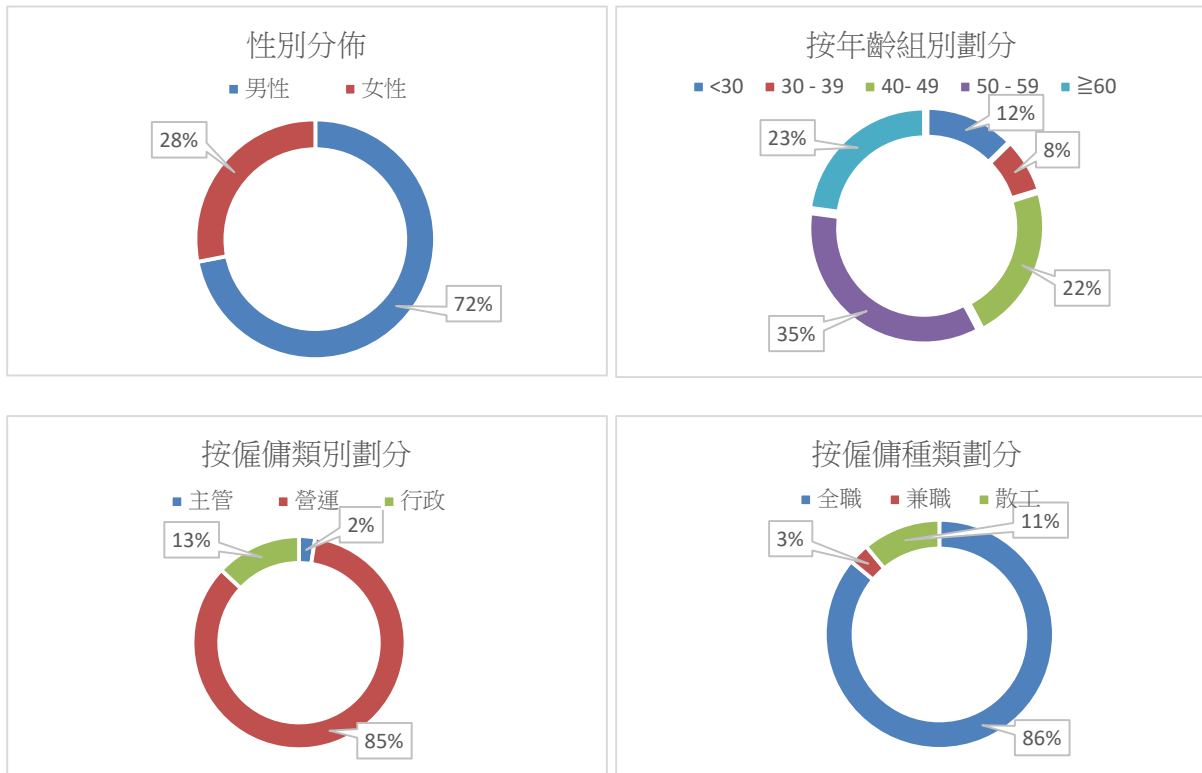 性別分佈
男性 女性
28%
72%
按年齡組別劃分
<30 30 - 39 40- 49 50 - 59 ≧60
12%
23%
8%
22%
35%
按僱傭類別劃分
主管 營運 行政
2%
13%
85%
按僱傭種類劃分
全職 兼職 散工
11%
3%
86%